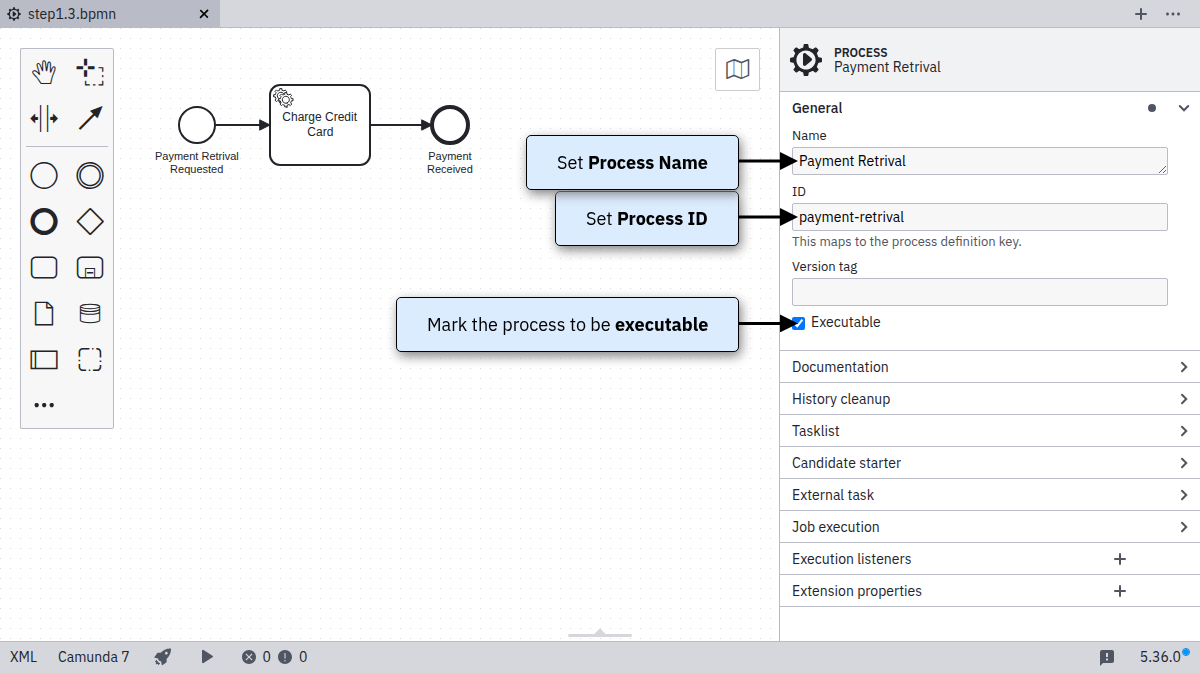 step1.3.bpmn
PROCESS
Payment Retrival
General
Name
Payment Retrival
ID
payment-retrival
This maps to the process definition key.
Version tag
Executable
Documentation
History cleanup
Tasklist
Candidate starter
External task
Job execution
Execution listeners
Extension properties
Payment Retrival
Requested
Charge Credit
Card
Payment
Received
Set Process Name
Set Process ID
Mark the process to be executable
XML Camunda 7 0 0 5.36.0